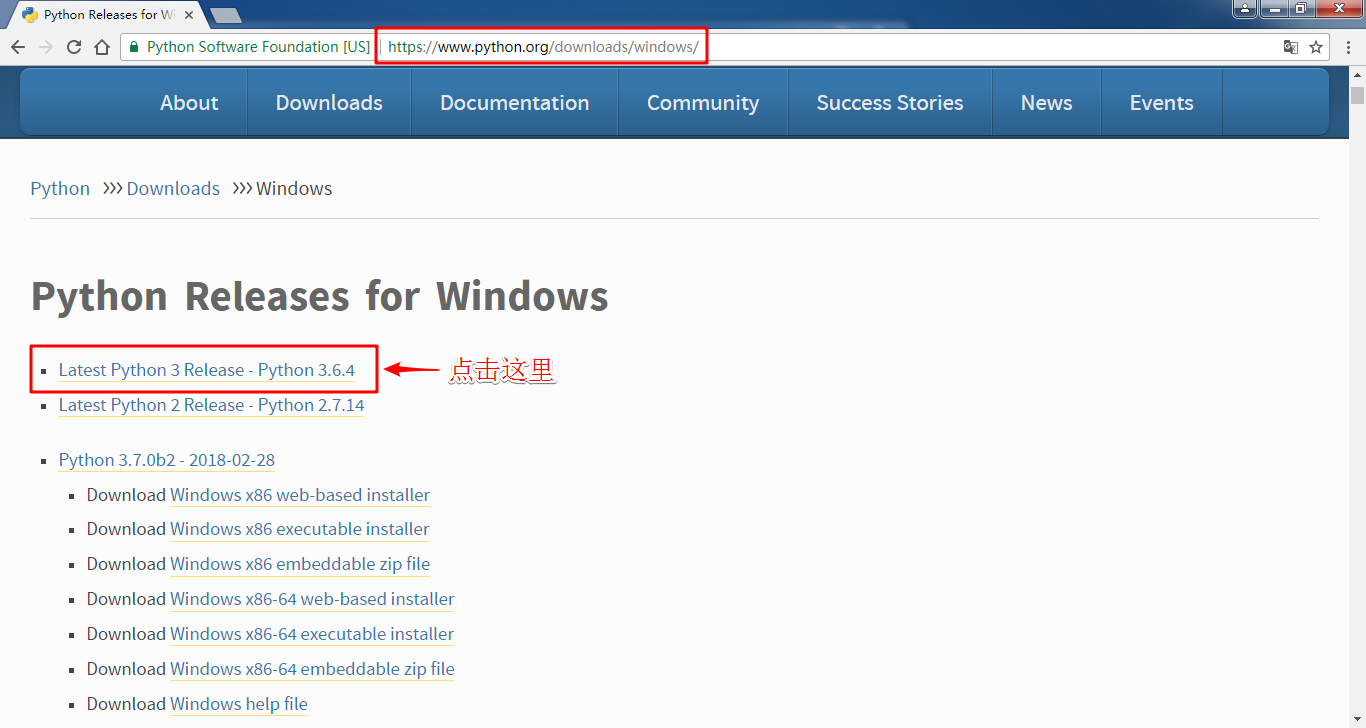 Python Releases for Wi
Python Software Foundation [US]
https://www.python.org/downloads/windows/
About
Downloads
Documentation
Community
Success Stories
News
Events
Python >>> Downloads >>> Windows
Python Releases for Windows
Latest Python 3 Release - Python 3.6.4
点击这里
Latest Python 2 Release - Python 2.7.14
Python 3.7.0b2 - 2018-02-28
Download Windows x86 web-based installer
Download Windows x86 executable installer
Download Windows x86 embeddable zip file
Download Windows x86-64 web-based installer
Download Windows x86-64 executable installer
Download Windows x86-64 embeddable zip file
Download Windows help file